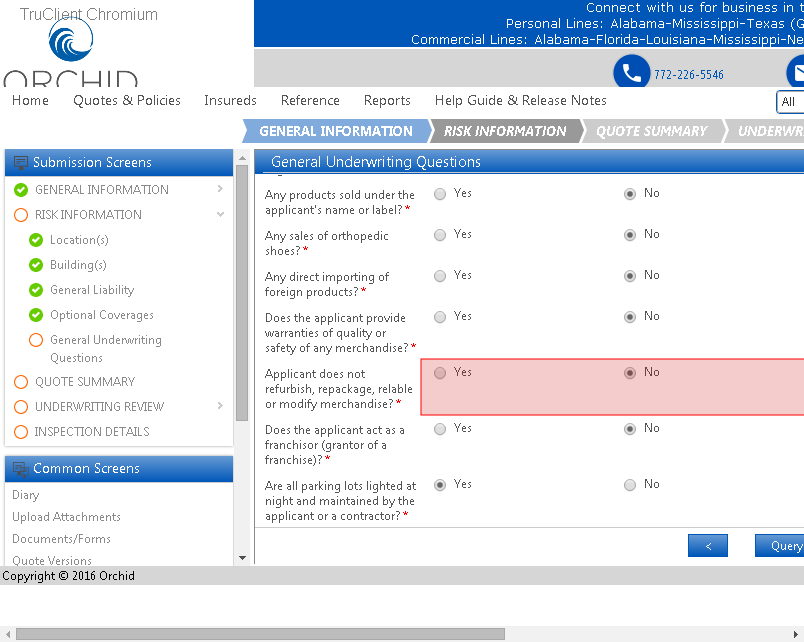 TruClient Chromium
Connect with us for business in t
Personal Lines: Alabama-Mississippi-Texas (G
Commercial Lines: Alabama-Florida-Louisiana-Mississippi-Ne
ORCHID
772-226-5546
Home Quotes & Policies Insureds Reference Reports Help Guide & Release Notes All
GENERAL INFORMATION RISK INFORMATION QUOTE SUMMARY UNDERWR
Submission Screens
GENERAL INFORMATION
RISK INFORMATION
Location(s)
Building(s)
General Liability
Optional Coverages
General Underwriting
Questions
QUOTE SUMMARY
UNDERWRITING REVIEW
INSPECTION DETAILS
Common Screens
Diary
Upload Attachments
Documents/Forms
Quote Versions
General Underwriting Questions
Any products sold under the Yes No
applicant's name or label?*
Any sales of orthopedic Yes No
shoes?*
Any direct importing of Yes No
foreign products?*
Does the applicant provide Yes No
warranties of quality or
safety of any merchandise?*
Applicant does not Yes No
refurbish, repackage, relable
or modify merchandise?*
Does the applicant act as a Yes No
franchisor (grantor of a
franchise)?*
Are all parking lots lighted at Yes No
night and maintained by the
applicant or a contractor?*
< Query
Copyright © 2016 Orchid